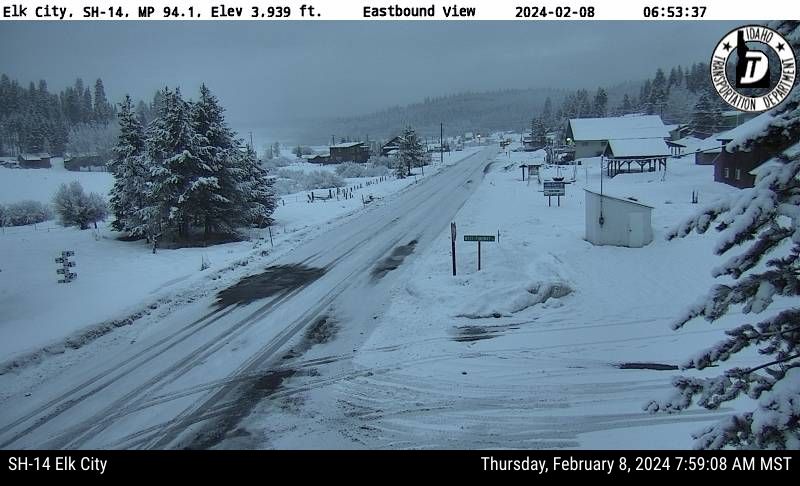 Elk City, SH-14, MP 94.1, Elev 3,939 ft. Eastbound View 2024-02-08 06:53:37
IDAHO
TRANSPORTATION DEPARTMENT
SH-14 Elk City
Thursday, February 8, 2024 7:59:08 AM MST